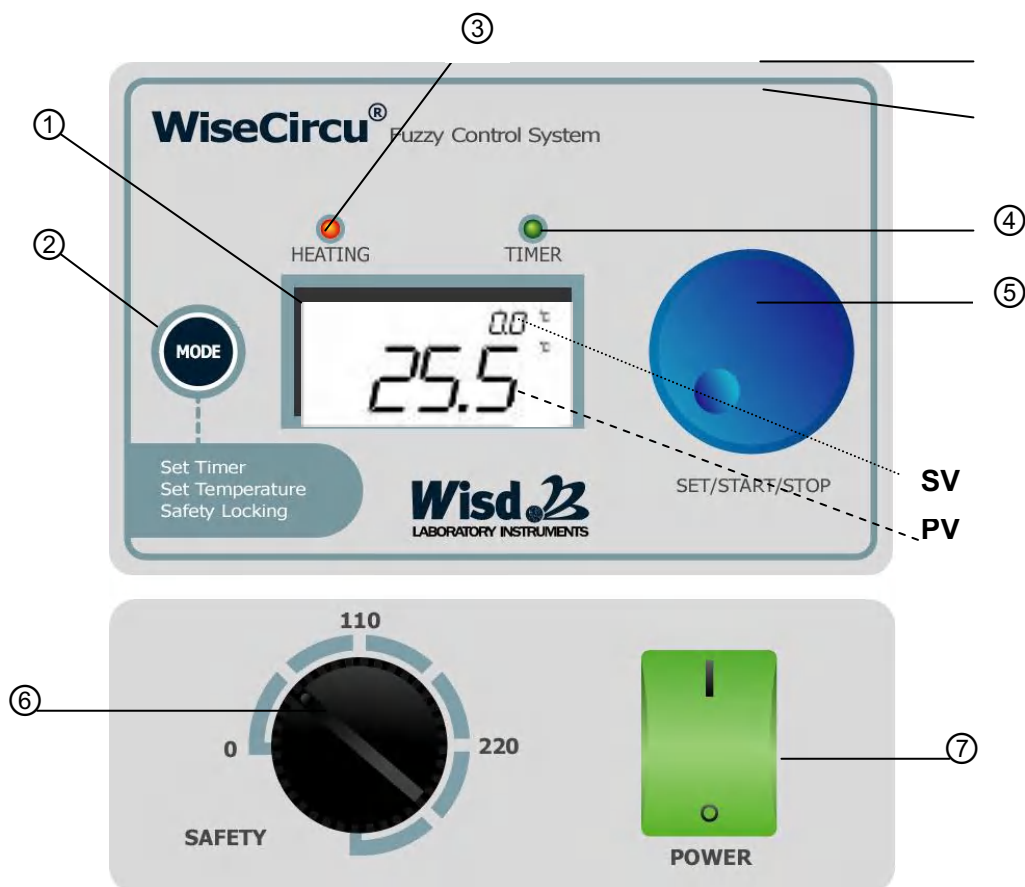 ③
①
WiseCircu® Fuzzy Control System
②
HEATING
TIMER
④
⑤
0.0 ℃
25.5 ℃
MODE
Set Timer
Set Temperature
Safety Locking
Wisd
LABORATORY INSTRUMENTS
SET/START/STOP
SV
PV
110
⑥
0
220
SAFETY
⑦
POWER